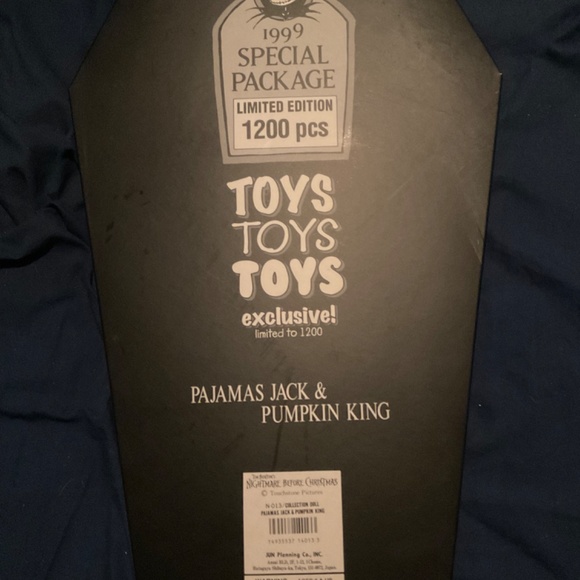 1999
SPECIAL
PACKAGE
LIMITED EDITION
1200 pcs
TOYS
TOYS
TOYS
exclusive!
limited to 1200
PAJAMAS JACK &
PUMPKIN KING
NIGHTMARE BEFORE CHRISTMAS
© Touchstone Pictures
N-013/COLLECTION DOLL
PAJAMAS JACK & PUMPKIN KING
JUN Planning Co., INC.